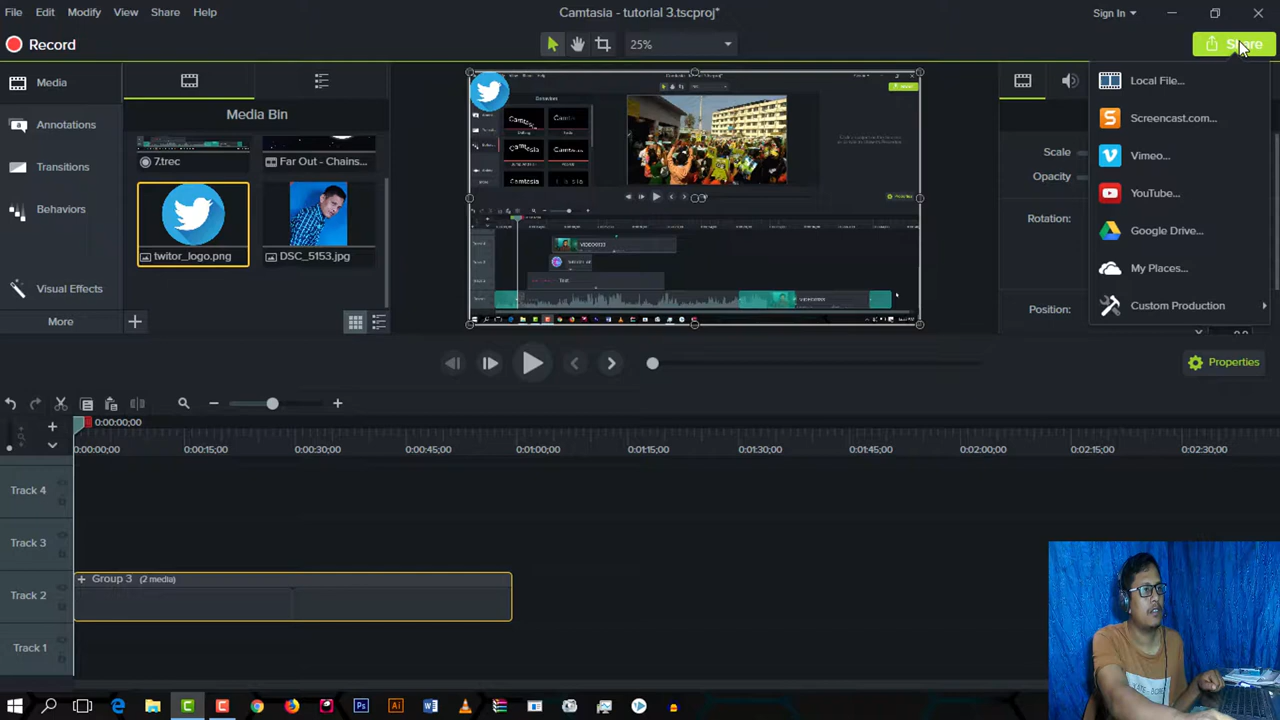 File Edit Modify View Share Help
Camtasia - tutorial 3.tscproj*
Sign In
Record
25%
Share
Media
Annotations
Transitions
Behaviors
Visual Effects
More
Media Bin
7.trec
Far Out - Chains...
twitor_logo.png
DSC_5153.jpg
Behaviors
Camtasia
Camtasia
Text
Properties
Scale
Opacity
Rotation:
Position:
Local File...
Screencast.com...
Vimeo...
YouTube...
Google Drive...
My Places...
Custom Production
Properties
0:00:00;00
0:00:00;00 0:00:15;00 0:00:30;00 0:00:45;00 0:01:00;00 0:01:15;00 0:01:30;00 0:01:45;00 0:02:00;00 0:02:15;00 0:02:30;00
Track 4
Track 3
Group 3 (2 media)
Track 2
Track 1